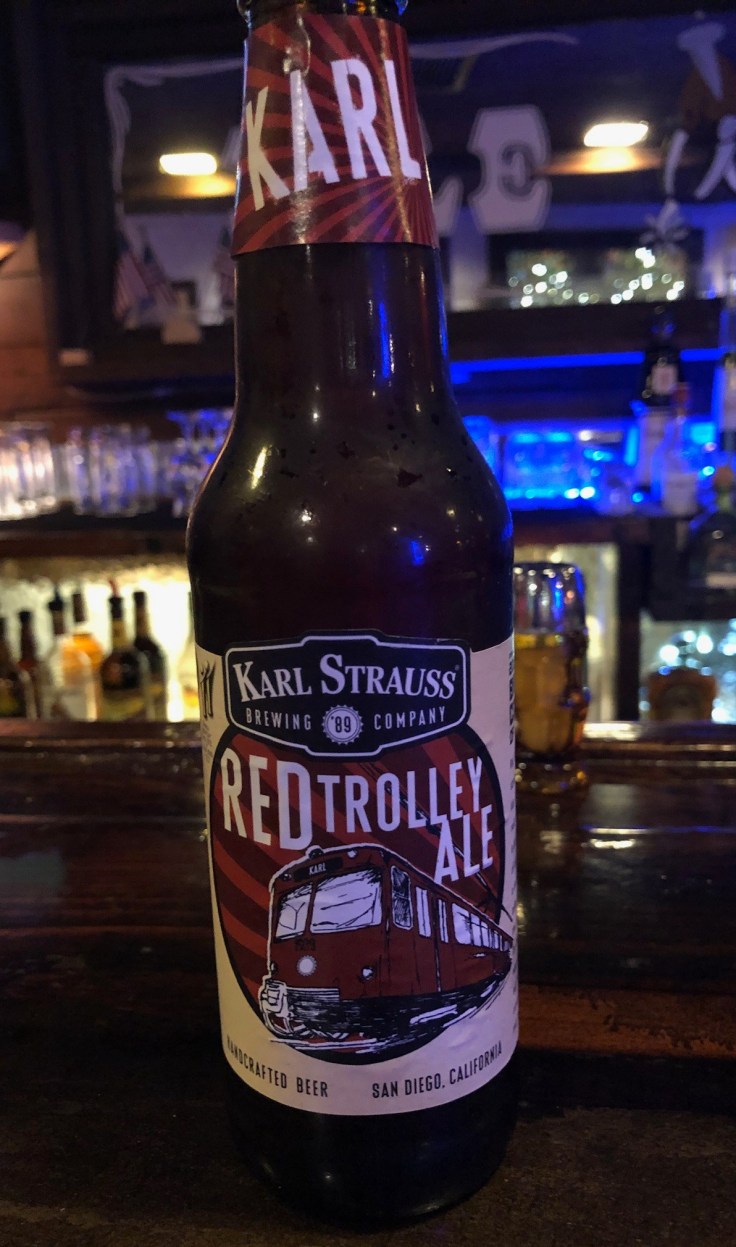 KARL
KARL STRAUSS
BREWING '89 COMPANY
RED TROLLEY
ALE
KARL
HANDCRAFTED BEER SAN DIEGO, CALIFORNIA